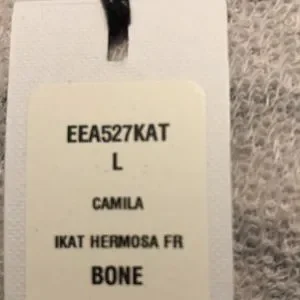 EEA527KAT
L
CAMILA
IKAT HERMOSA FR
BONE